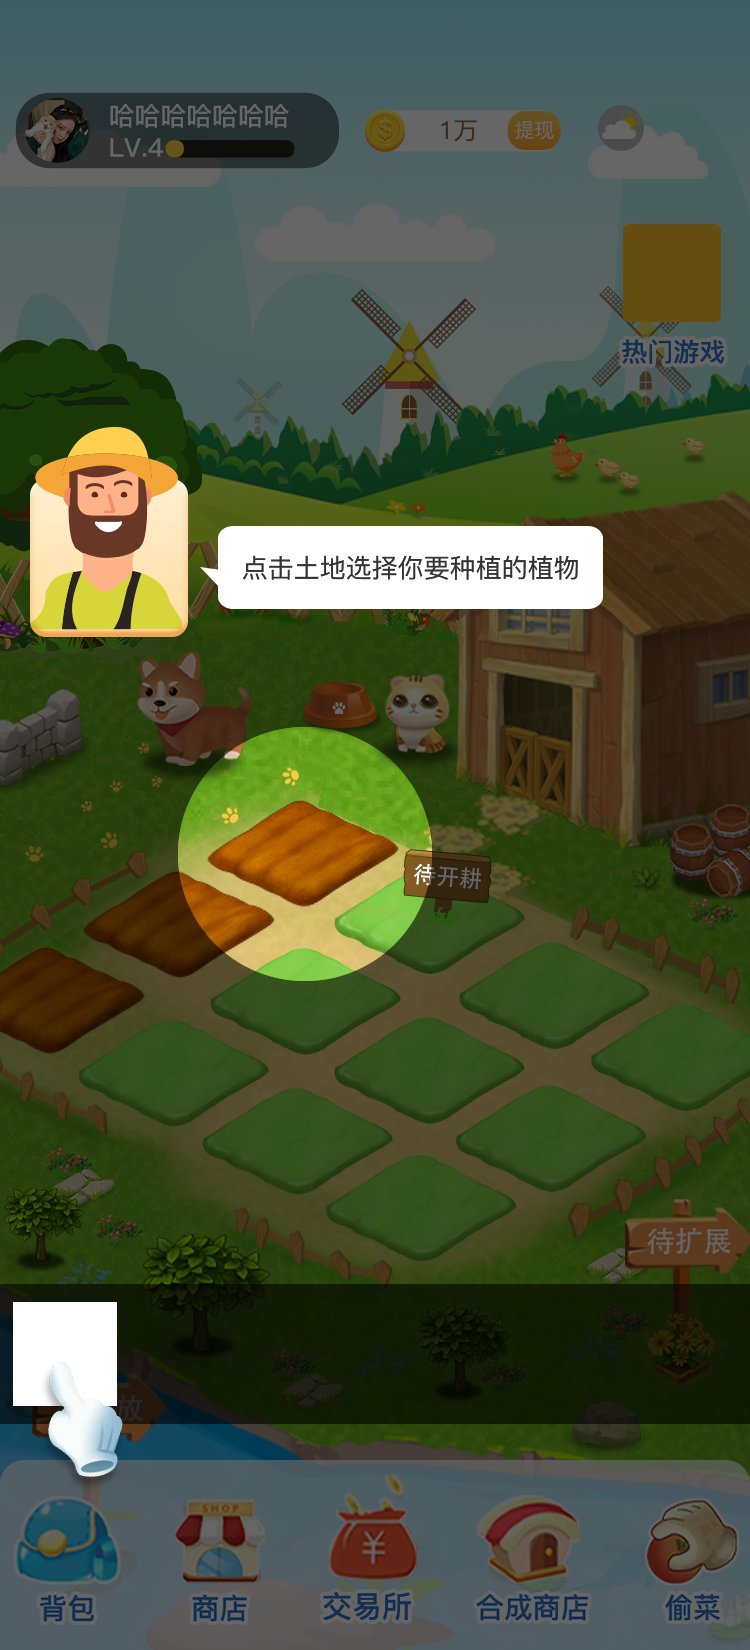 哈哈哈哈哈哈哈
LV.4
1万
提现
热门游戏
点击土地选择你要种植的植物
待开耕
待扩展
放
SHOP
背包
商店
交易所
合成商店
偷菜